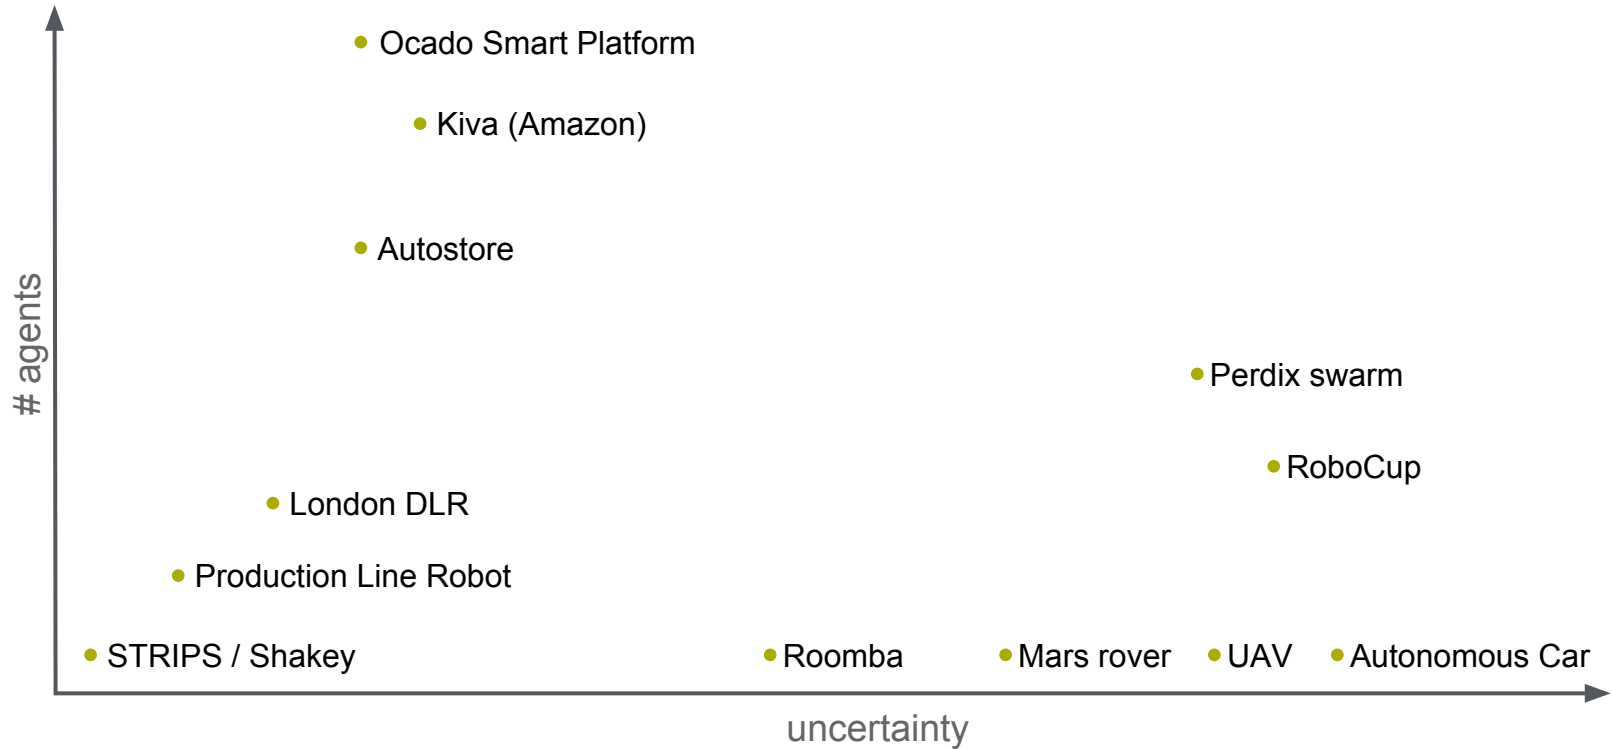 Ocado Smart Platform
Kiva (Amazon)
Autostore
# agents
Perdix swarm
RoboCup
London DLR
Production Line Robot
STRIPS / Shakey
Roomba
Mars rover
UAV
Autonomous Car
uncertainty